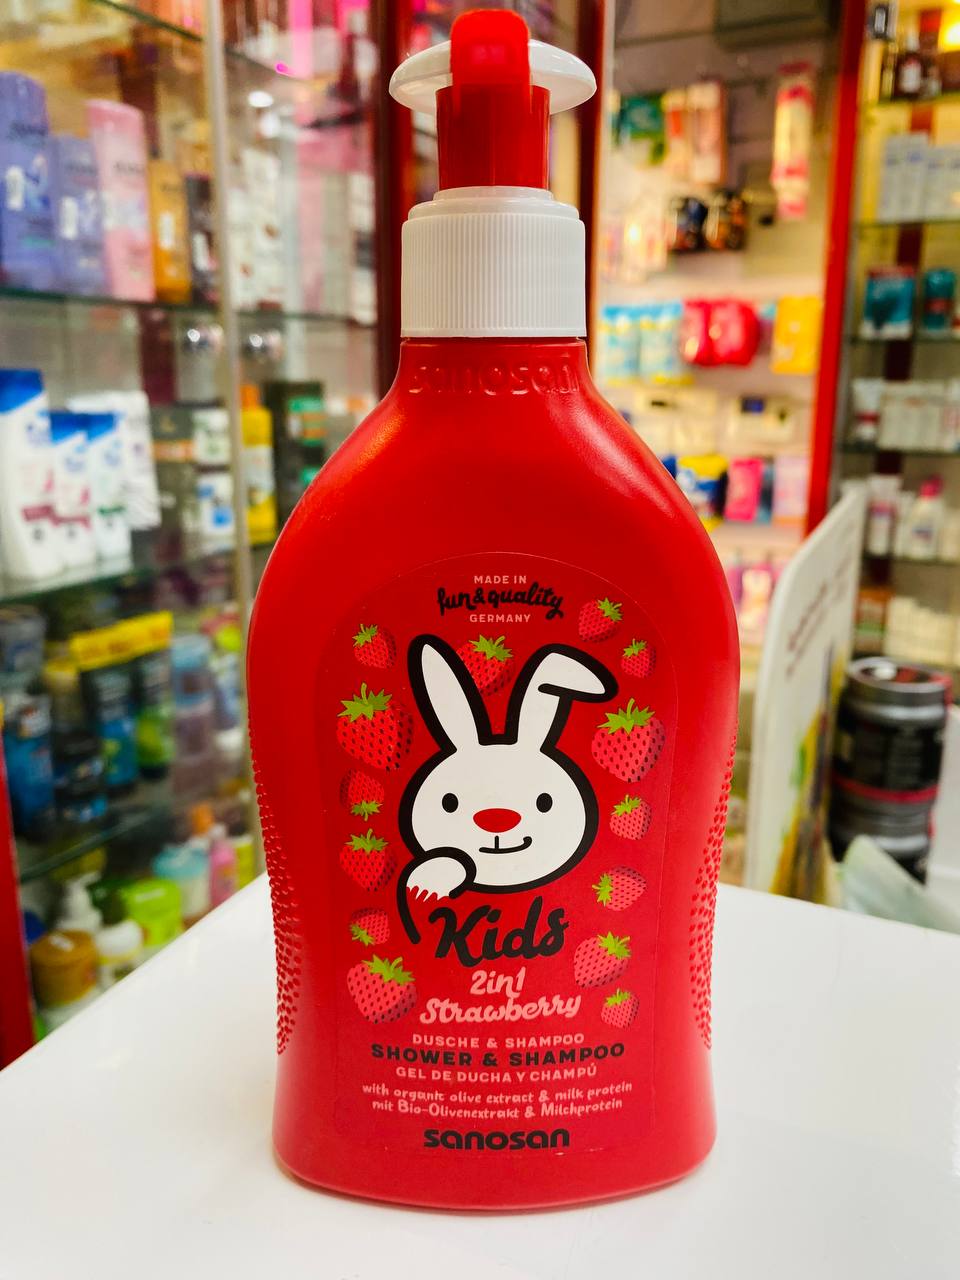 sanosan
MADE IN
fun&quality
GERMANY
Kids
2in1
Strawberry
DUSCHE & SHAMPOO
SHOWER & SHAMPOO
GEL DE DUCHA Y CHAMPÚ
with organic olive extract & milk protein
mit Bio-Olivenextrakt & Milchprotein
sanosan